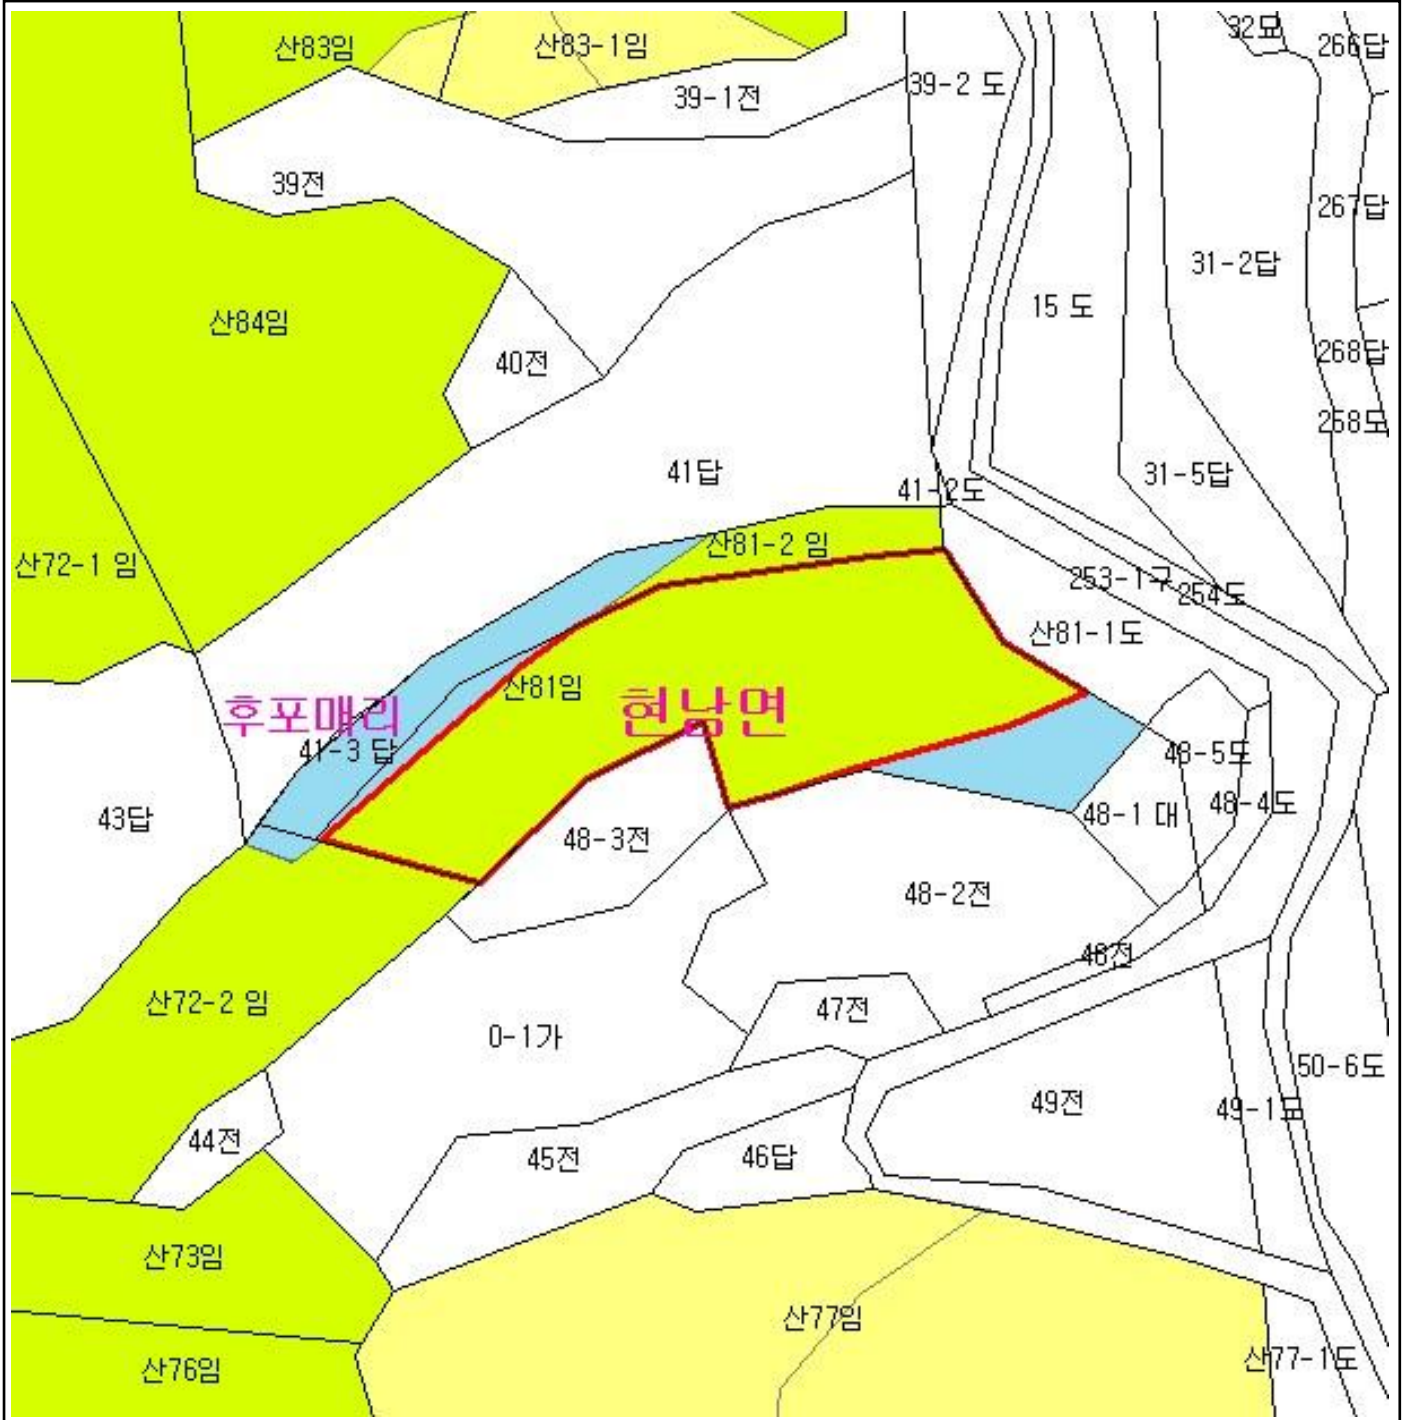 32묘
산83임
산83-1임
266답
39-2 도
39-1전
39전
267답
31-2답
15 도
산84임
268답
40전
268도
41답
31-5답
41-2도
산81-2 임
산72-1 임
253-1구
254도
산81-1도
산81임
후포매리
현남면
41-3 답
48-5도
48-4도
48-1 대
43답
48-3전
48-2전
48전
산72-2 임
47전
0-1가
50-6도
49전
49-1묘
44전
45전
46답
산73임
산77임
산77-1도
산76임